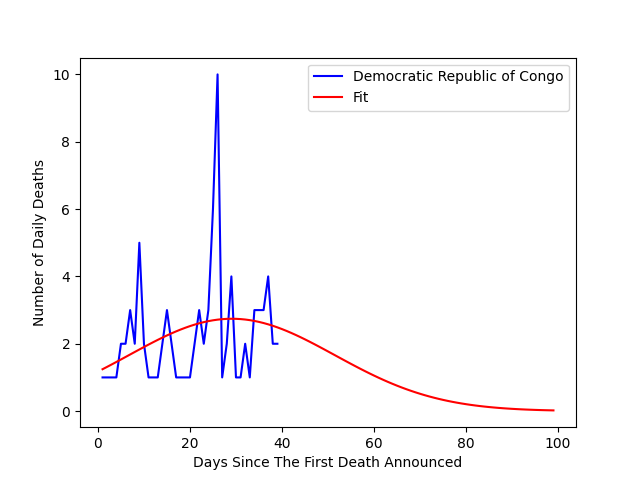 Democratic Republic of Congo
Fit
Number of Daily Deaths
10
8
6
4
2
0
0 20 40 60 80 100
Days Since The First Death Announced